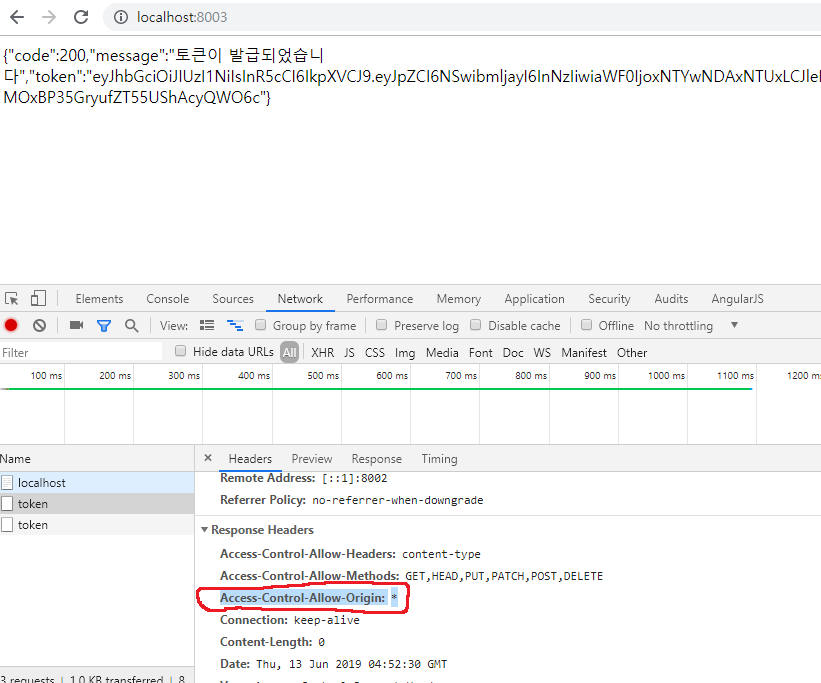 localhost:8003
{"code":200,"message":"토큰이 발급되었습니
다","token":"eyJhbGciOiJIUzI1NiIsInR5cCI6IkpXVCJ9.eyJpZCI6NSwibmljayI6InNzIiwiaWF0IjoxNTYwNDAxNTUxLCJleH
MOxBP35GryufZT55UShAcyQWO6c"}
Elements Console Sources Network Performance Memory Application Security Audits AngularJS
View: Group by frame Preserve log Disable cache Offline No throttling
Filter Hide data URLs All XHR JS CSS Img Media Font Doc WS Manifest Other
100 ms 200 ms 300 ms 400 ms 500 ms 600 ms 700 ms 800 ms 900 ms 1000 ms 1100 ms 1200 ms
Name × Headers Preview Response Timing
localhost
token
token
Remote Address: [::1]:8002
Referrer Policy: no-referrer-when-downgrade
Response Headers
Access-Control-Allow-Headers: content-type
Access-Control-Allow-Methods: GET,HEAD,PUT,PATCH,POST,DELETE
Access-Control-Allow-Origin: *
Connection: keep-alive
Content-Length: 0
Date: Thu, 13 Jun 2019 04:52:30 GMT
3 requests 1.0 KB transferred 8